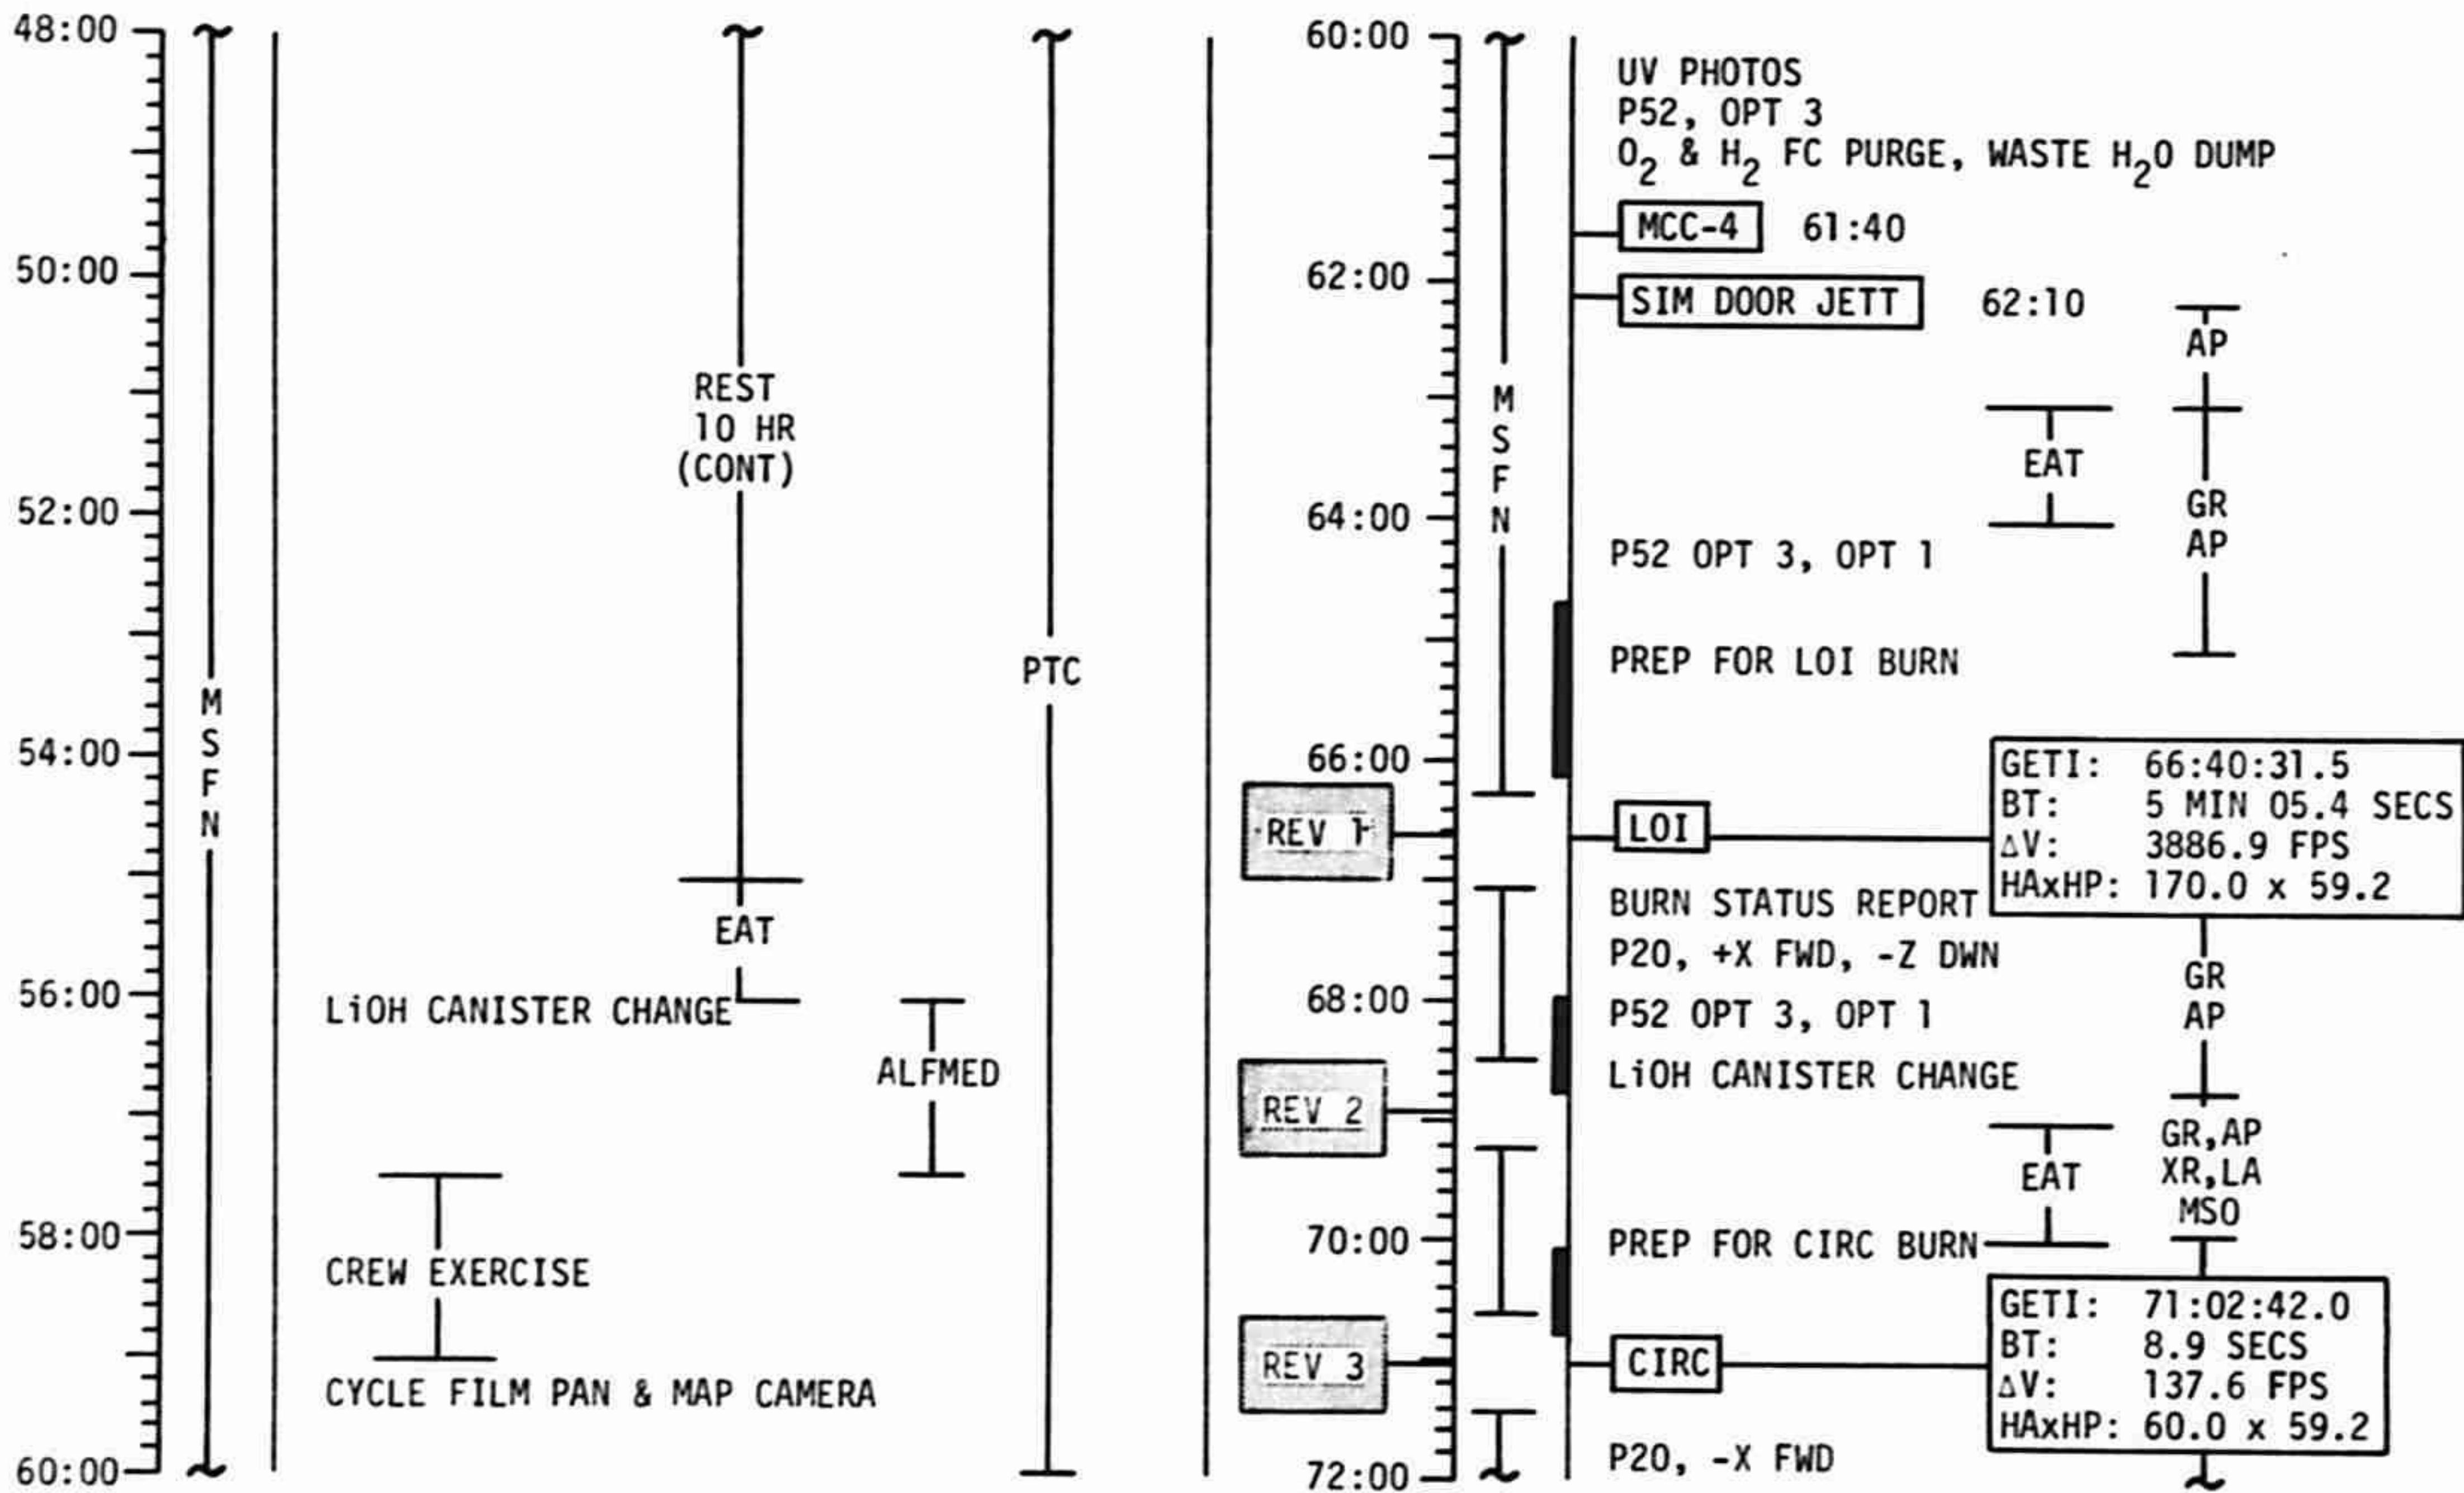 48:00
50:00
52:00
54:00
56:00
58:00
60:00
M
S
F
N
REST
10 HR
(CONT)
EAT
LiOH CANISTER CHANGE
ALFMED
CREW EXERCISE
CYCLE FILM PAN & MAP CAMERA
PTC
60:00
62:00
64:00
66:00
68:00
70:00
72:00
REV 1
REV 2
REV 3
M
S
F
N
UV PHOTOS
P52, OPT 3
O₂ & H₂ FC PURGE, WASTE H₂O DUMP
MCC-4 61:40
SIM DOOR JETT 62:10
AP
EAT
GR
AP
P52 OPT 3, OPT 1
PREP FOR LOI BURN
LOI
GETI: 66:40:31.5
BT: 5 MIN 05.4 SECS
ΔV: 3886.9 FPS
HAxHP: 170.0 x 59.2
BURN STATUS REPORT
P20, +X FWD, -Z DWN
GR
AP
P52 OPT 3, OPT 1
LiOH CANISTER CHANGE
EAT
GR,AP
XR,LA
MSO
PREP FOR CIRC BURN
CIRC
GETI: 71:02:42.0
BT: 8.9 SECS
ΔV: 137.6 FPS
HAxHP: 60.0 x 59.2
P20, -X FWD